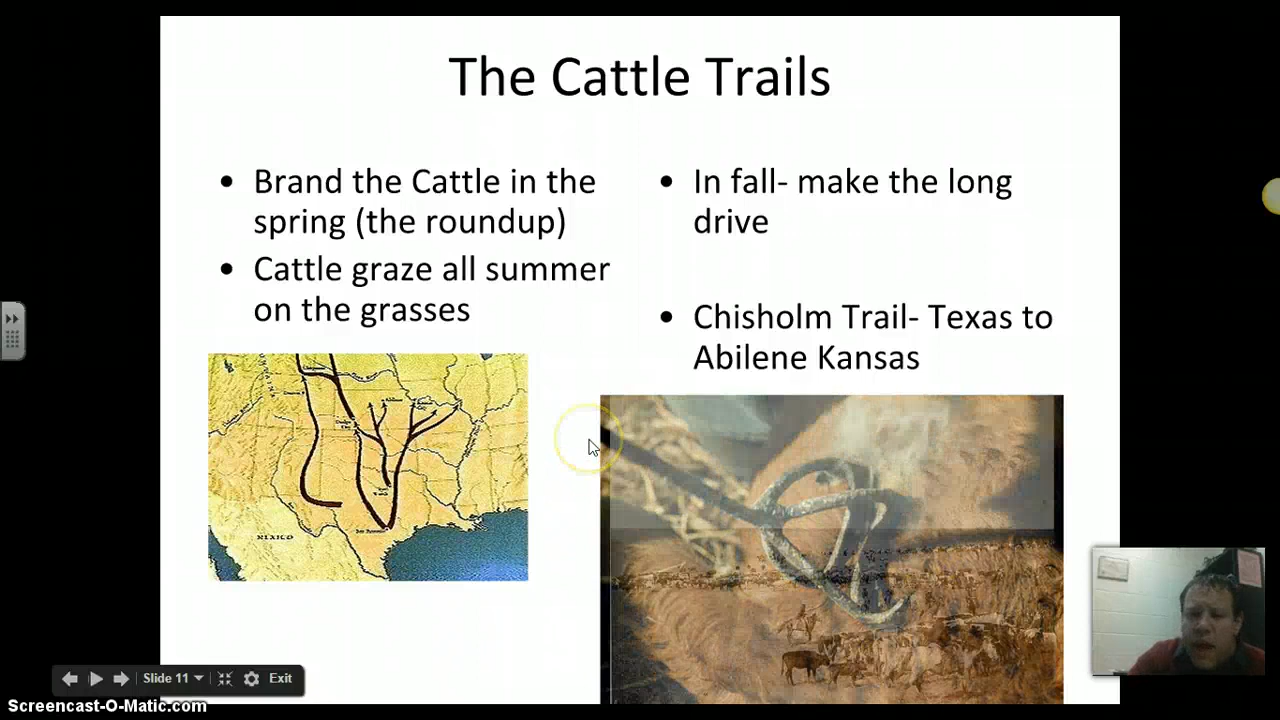 The Cattle Trails
• Brand the Cattle in the
spring (the roundup)
• Cattle graze all summer
on the grasses
• In fall- make the long
drive
• Chisholm Trail- Texas to
Abilene Kansas
MEXICO
Slide 11
Exit
Screencast-O-Matic.com